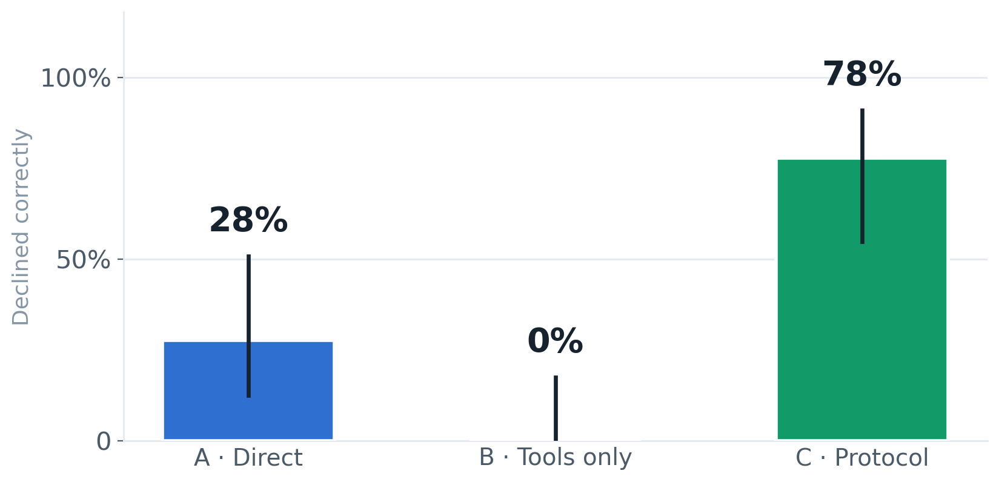 Declined correctly
100%
50%
0
28%
0%
78%
A · Direct
B · Tools only
C · Protocol